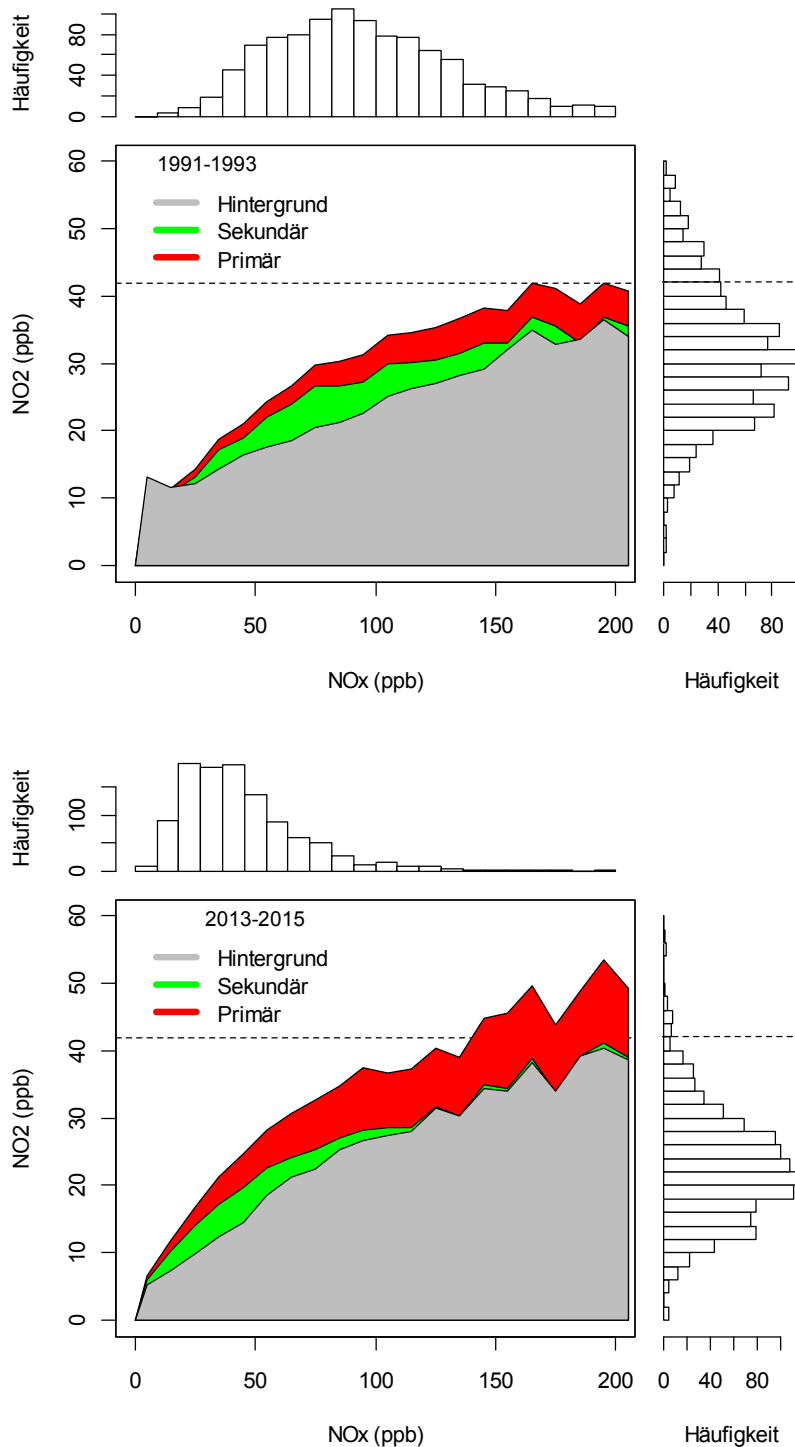 Häufigkeit
0 40 80
1991-1993
Hintergrund
Sekundär
Primär
NO2 (ppb)
0 10 20 30 40 50 60
0 50 100 150 200
NOx (ppb)
0 40 80
Häufigkeit
Häufigkeit
0 100
2013-2015
Hintergrund
Sekundär
Primär
NO2 (ppb)
0 10 20 30 40 50 60
0 50 100 150 200
NOx (ppb)
0 40 80
Häufigkeit